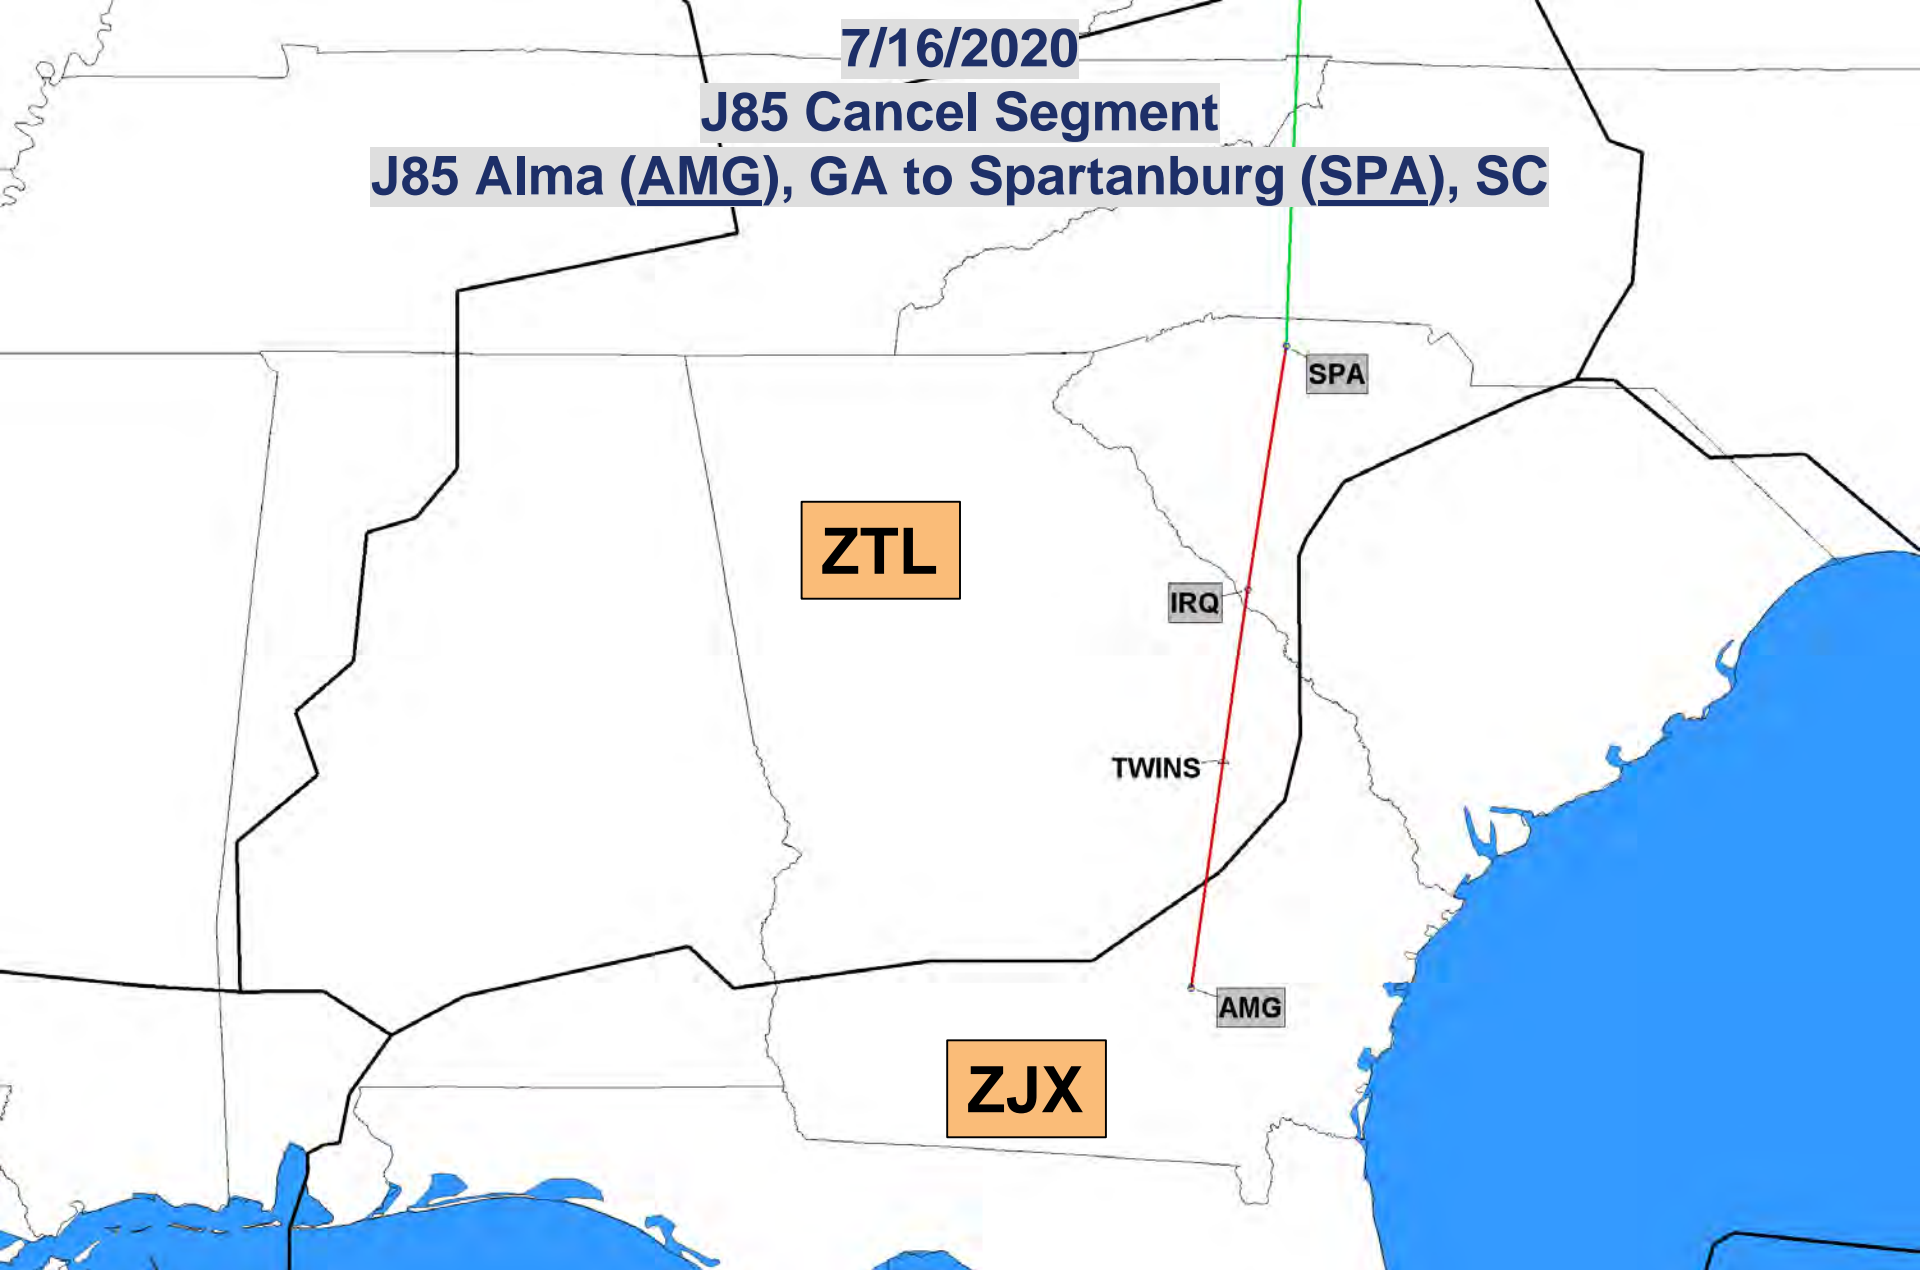 7/16/2020
J85 Cancel Segment
J85 Alma (AMG), GA to Spartanburg (SPA), SC
SPA
ZTL
IRQ
TWINS
AMG
ZJX